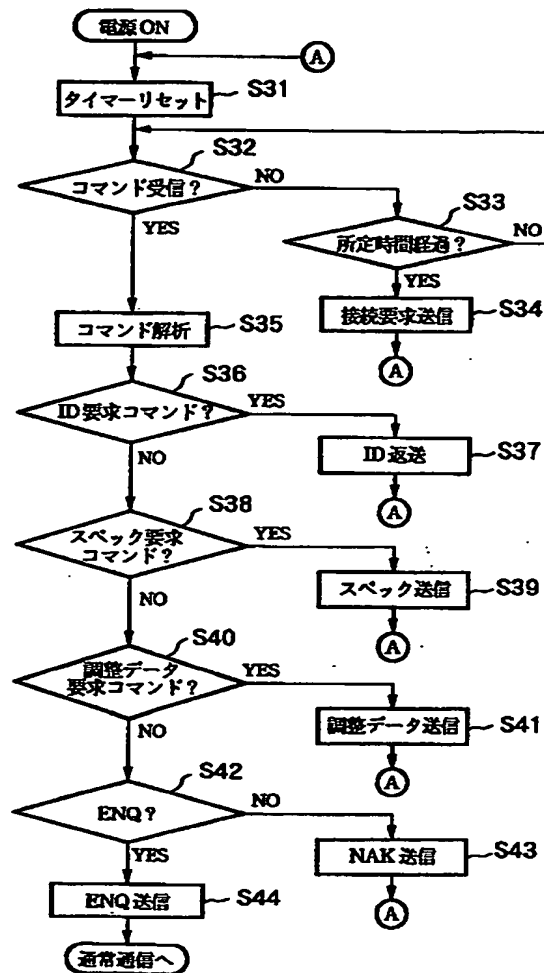 電源ON
A
タイマーリセット
S31
S32
コマンド受信?
NO
YES
S33
所定時間経過?
NO
YES
接続要求送信
S34
A
コマンド解析
S35
S36
ID要求コマンド?
YES
NO
ID返送
S37
A
S38
スペック要求
コマンド?
YES
NO
スペック送信
S39
A
S40
調整データ
要求コマンド?
YES
NO
調整データ送信
S41
A
S42
ENQ?
NO
YES
NAK送信
S43
A
ENQ送信
S44
通常通信へ